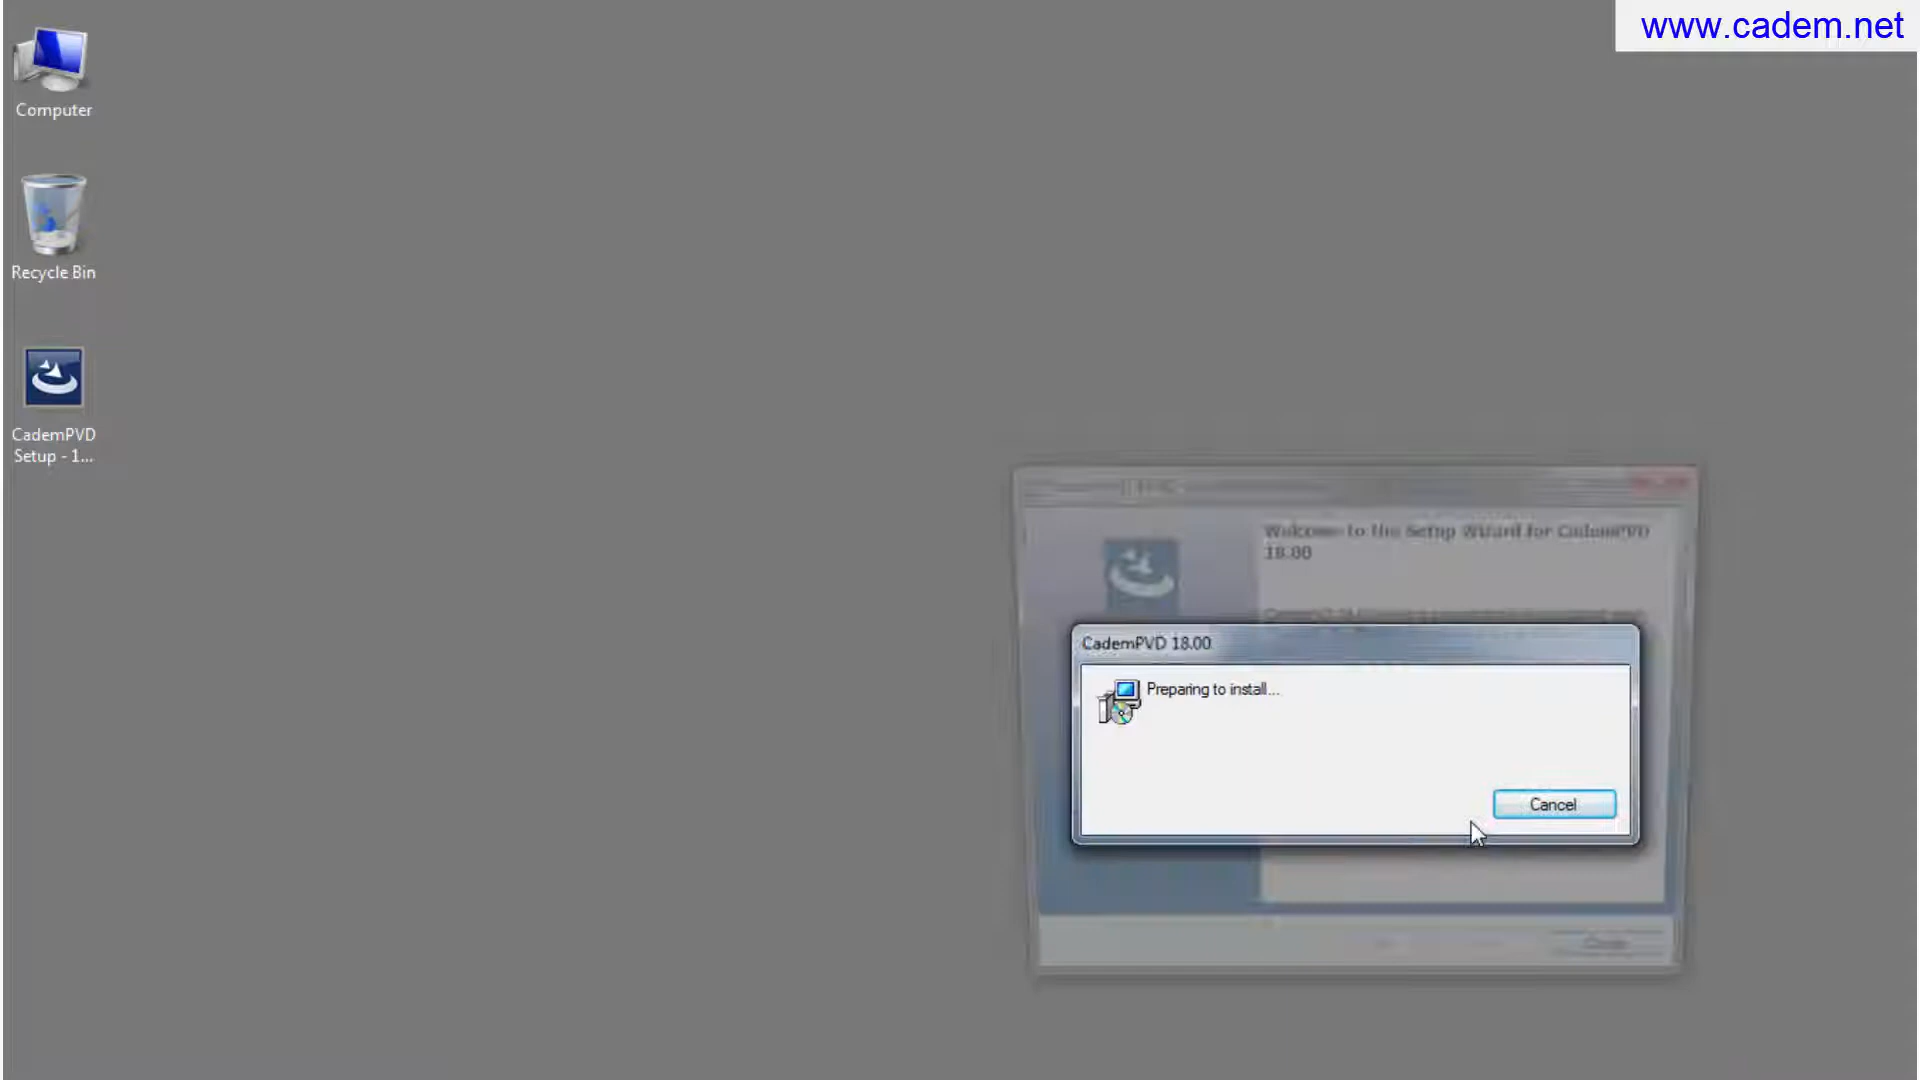 www.cadem.net
Computer
Recycle Bin
CademPVD
Setup - 1...
Welcome to the Setup Wizard for CademPVD
18.00
CademPVD 18.00
Preparing to install...
Cancel